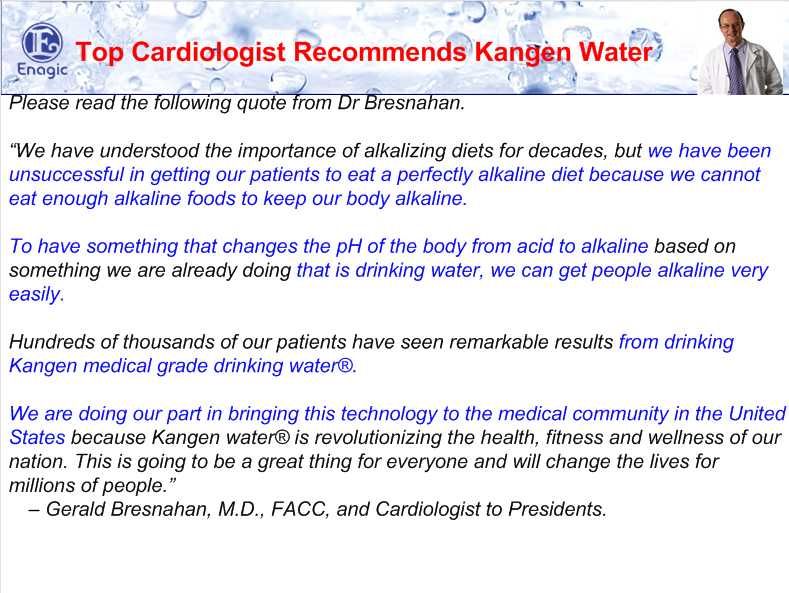 Enagic
Top Cardiologist Recommends Kangen Water
Please read the following quote from Dr Bresnahan.
“We have understood the importance of alkalizing diets for decades, but we have been
unsuccessful in getting our patients to eat a perfectly alkaline diet because we cannot
eat enough alkaline foods to keep our body alkaline.
To have something that changes the pH of the body from acid to alkaline based on
something we are already doing that is drinking water, we can get people alkaline very
easily.
Hundreds of thousands of our patients have seen remarkable results from drinking
Kangen medical grade drinking water®.
We are doing our part in bringing this technology to the medical community in the United
States because Kangen water® is revolutionizing the health, fitness and wellness of our
nation. This is going to be a great thing for everyone and will change the lives for
millions of people.”
– Gerald Bresnahan, M.D., FACC, and Cardiologist to Presidents.